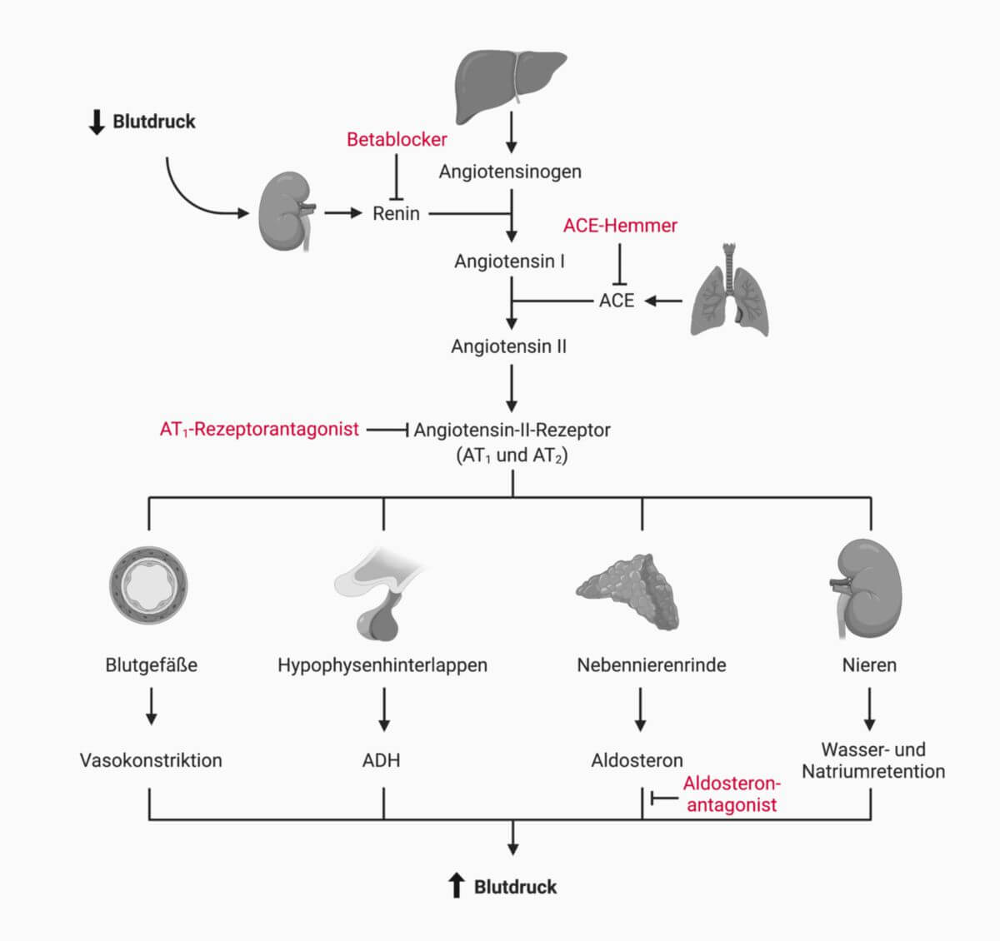 Blutdruck
Betablocker
Angiotensinogen
Renin
ACE-Hemmer
Angiotensin I
ACE
Angiotensin II
AT₁-Rezeptorantagonist
Angiotensin-II-Rezeptor
(AT₁ und AT₂)
Blutgefäße
Hypophysenhinterlappen
Nebennierenrinde
Nieren
Vasokonstriktion
ADH
Aldosteron
Wasser- und
Natriumretention
Aldosteron-
antagonist
Blutdruck